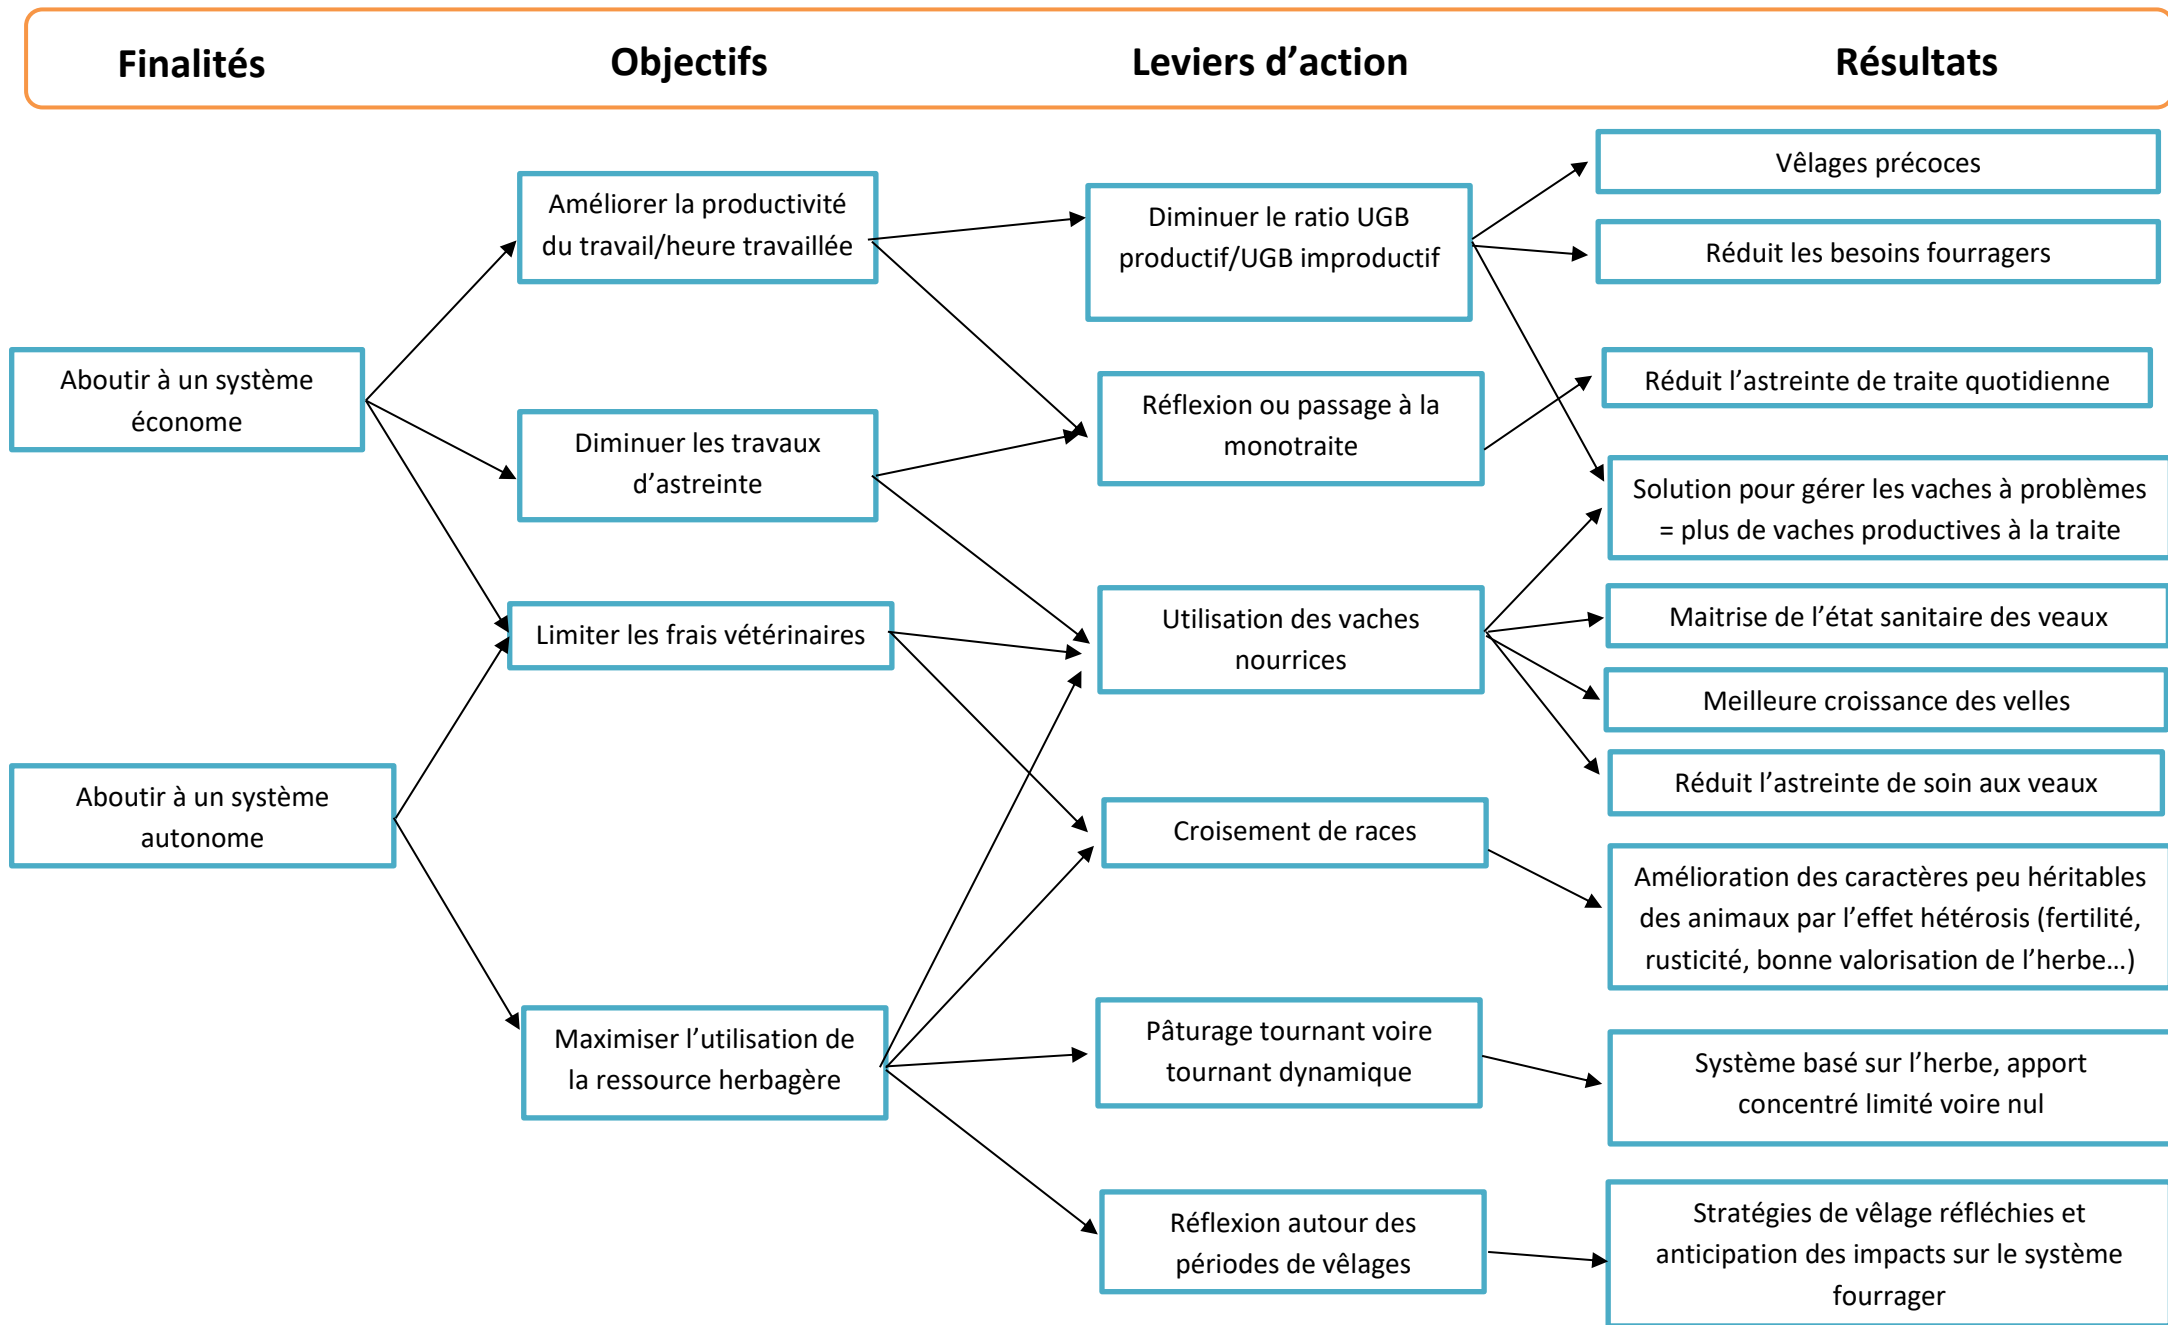 Finalités
Objectifs
Leviers d’action
Résultats
Aboutir à un système
économe
Aboutir à un système
autonome
Améliorer la productivité
du travail/heure travaillée
Diminuer les travaux
d’astreinte
Limiter les frais vétérinaires
Maximiser l’utilisation de
la ressource herbagère
Diminuer le ratio UGB
productif/UGB improductif
Réflexion ou passage à la
monotraite
Utilisation des vaches
nourrices
Croisement de races
Pâturage tournant voire
tournant dynamique
Réflexion autour des
périodes de vêlages
Vêlages précoces
Réduit les besoins fourragers
Réduit l’astreinte de traite quotidienne
Solution pour gérer les vaches à problèmes
= plus de vaches productives à la traite
Maitrise de l’état sanitaire des veaux
Meilleure croissance des velles
Réduit l’astreinte de soin aux veaux
Amélioration des caractères peu héritables
des animaux par l’effet hétérosis (fertilité,
rusticité, bonne valorisation de l’herbe…)
Système basé sur l’herbe, apport
concentré limité voire nul
Stratégies de vêlage réfléchies et
anticipation des impacts sur le système
fourrager